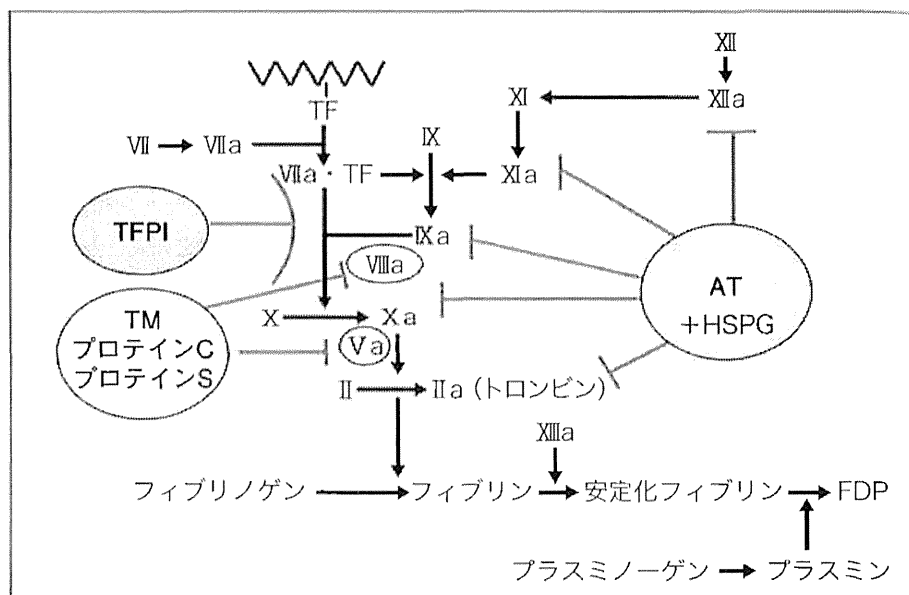 XII
TF
XI
XIIa
VII
VIIa
IX
VIIa・TF
XIa
TFPI
IXa
VIIIa
AT
+HSPG
TM
プロテインC
プロテインS
X
Xa
Va
II
IIa(トロンビン)
XIIIa
フィブリノゲン
フィブリン
安定化フィブリン
FDP
プラスミノーゲン
プラスミン